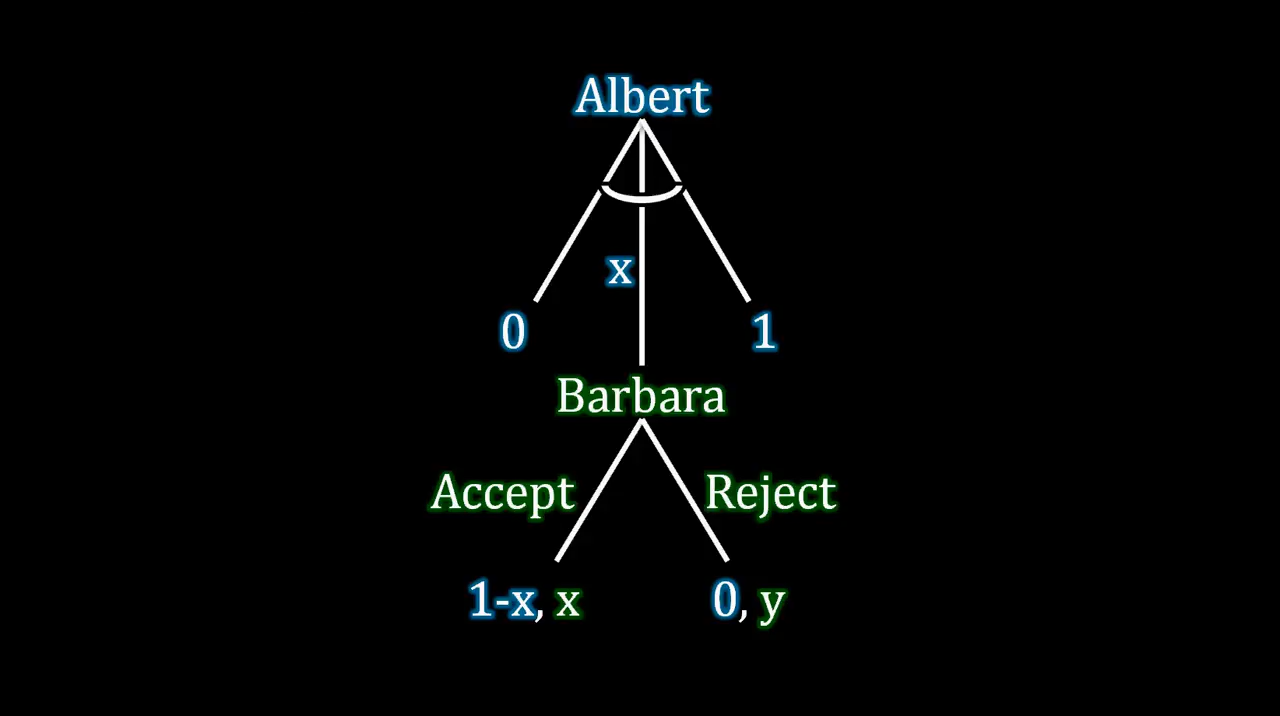 Albert
x
0 1
Barbara
Accept Reject
1-x, x 0, y